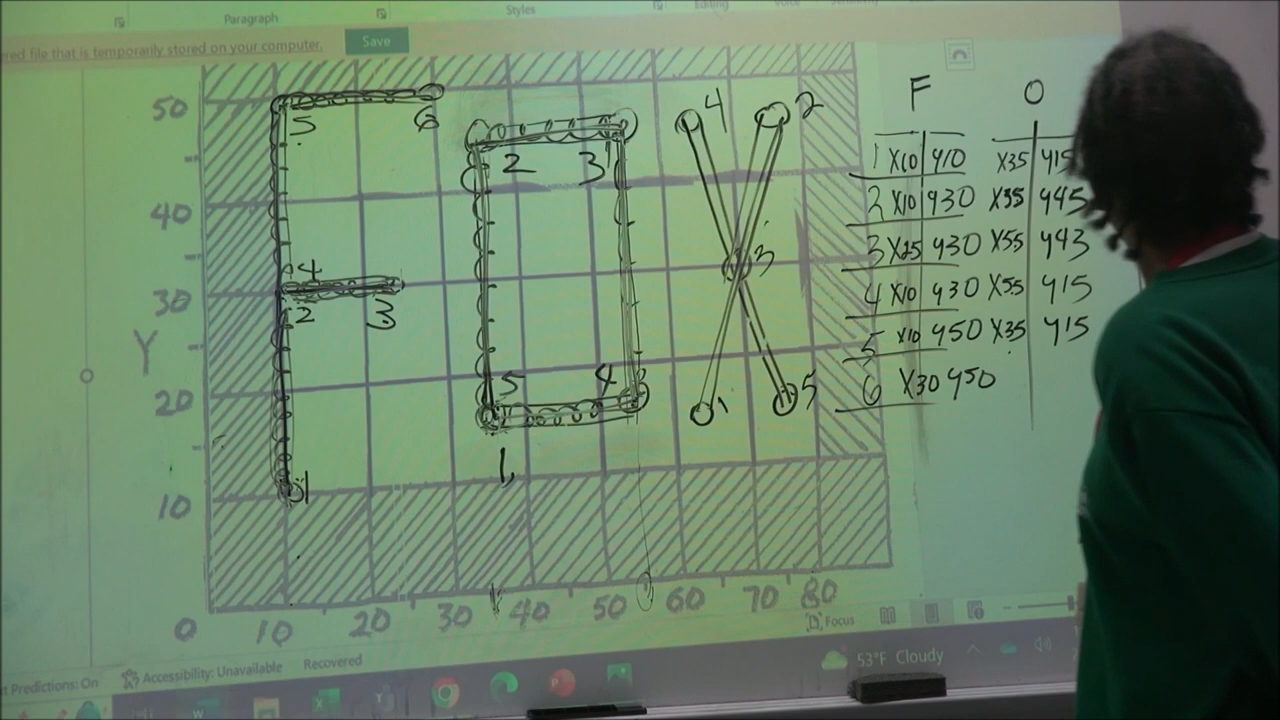 Paragraph
Styles
Editing
ered file that is temporarily stored on your computer.
Save
F O
1 X10 Y10 X35 Y15
2 X10 Y30 X35 Y45
3 X25 Y30 X55 Y43
4 X10 Y30 X55 Y15
5 X10 Y50 X35 Y15
6 X30 Y50
50
40
30
20
10
0
Y
10 20 30 40 50 60 70 80
5 6
4
2 3
1
2 3
5 4
1
4 2
3
1 5
Focus
t Predictions: On
Accessibility: Unavailable
Recovered
53°F Cloudy